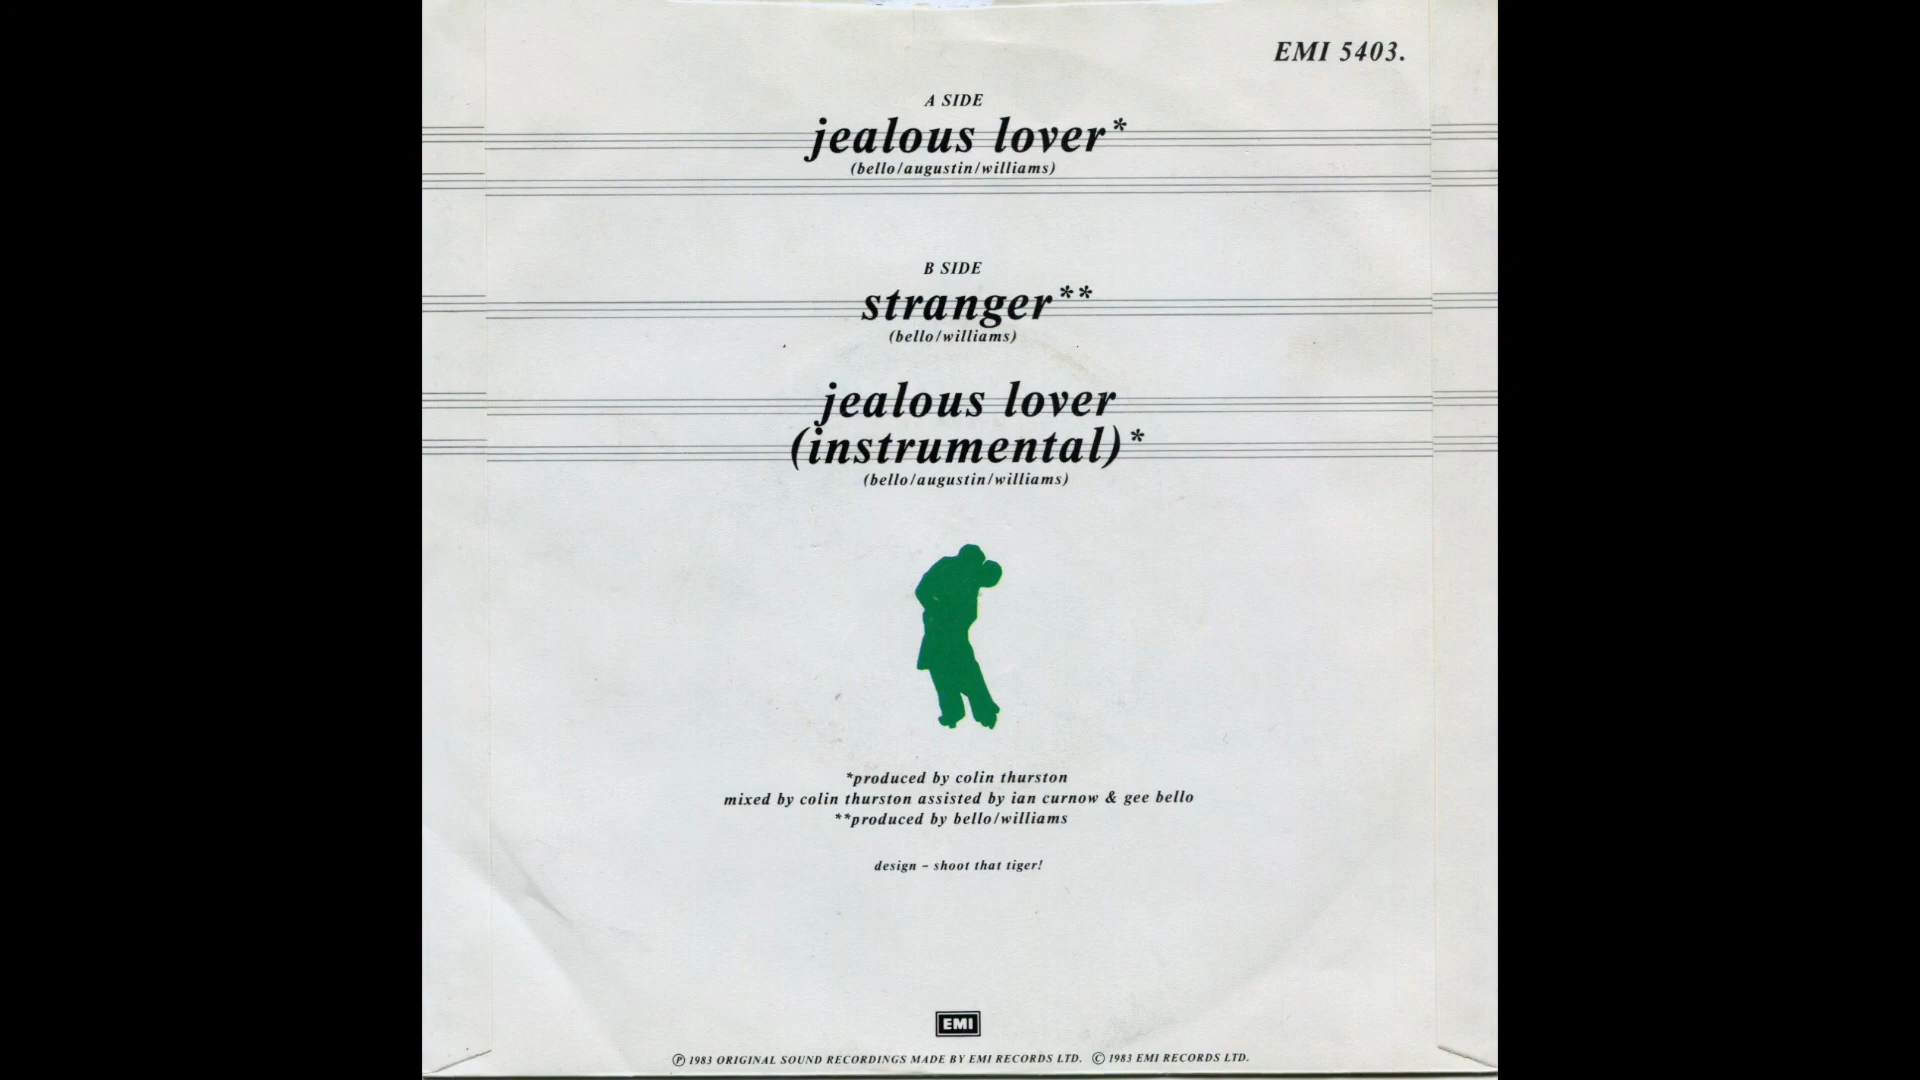 EMI 5403.
A SIDE
jealous lover*
(bello/augustin/williams)
B SIDE
stranger**
(bello/williams)
jealous lover
(instrumental)*
(bello/augustin/williams)
*produced by colin thurston
mixed by colin thurston assisted by ian curnow & gee bello
**produced by bello/williams
design – shoot that tiger!
EMI
Ⓟ 1983 ORIGINAL SOUND RECORDINGS MADE BY EMI RECORDS LTD. © 1983 EMI RECORDS LTD.